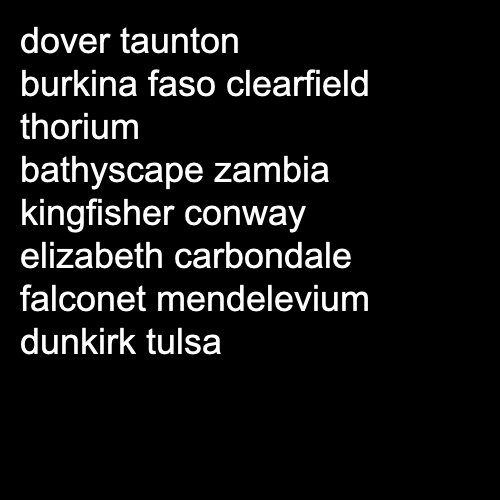 dover taunton
burkina faso clearfield
thorium
bathyscape zambia
kingfisher conway
elizabeth carbondale
falconet mendelevium
dunkirk tulsa